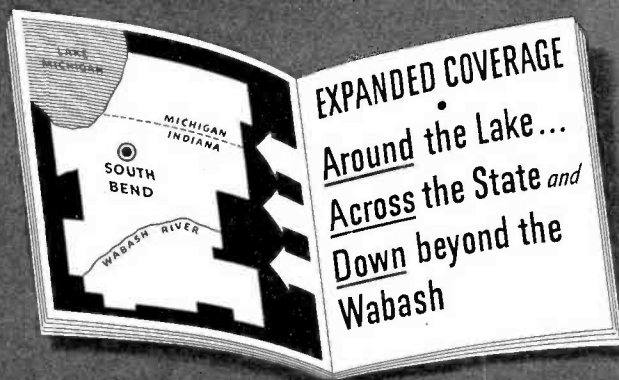 LAKE
MICHIGAN
MICHIGAN
INDIANA
SOUTH
BEND
WABASH RIVER
EXPANDED COVERAGE
•
Around the Lake...
Across the State and
Down beyond the
Wabash